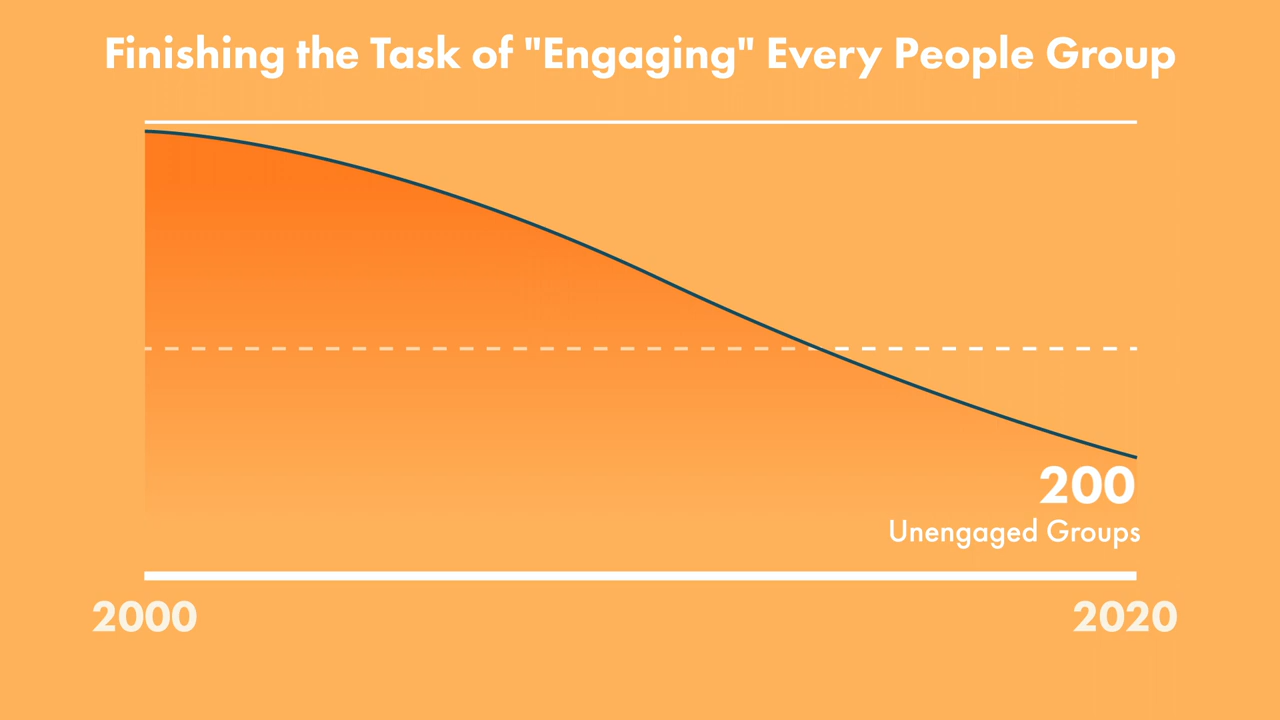 Finishing the Task of "Engaging" Every People Group
200
Unengaged Groups
2000
2020